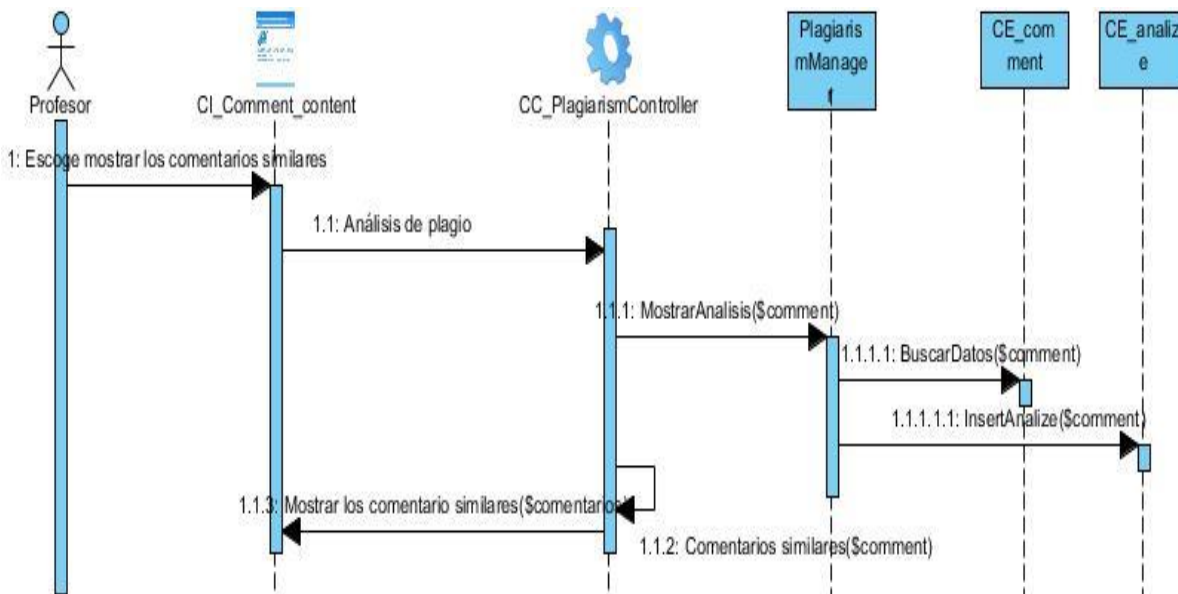 Profesor
CI_Comment_content
CC_PlagiarismController
Plagiaris
mManage
r
CE_com
ment
CE_analiz
e
1: Escoge mostrar los comentarios similares
1.1: Análisis de plagio
1.1.1: MostrarAnalisis($comment)
1.1.1.1: BuscarDatos($comment)
1.1.1.1.1: InsertAnalize($comment)
1.1.3: Mostrar los comentario similares($comentarios)
1.1.2: Comentarios similares($comment)